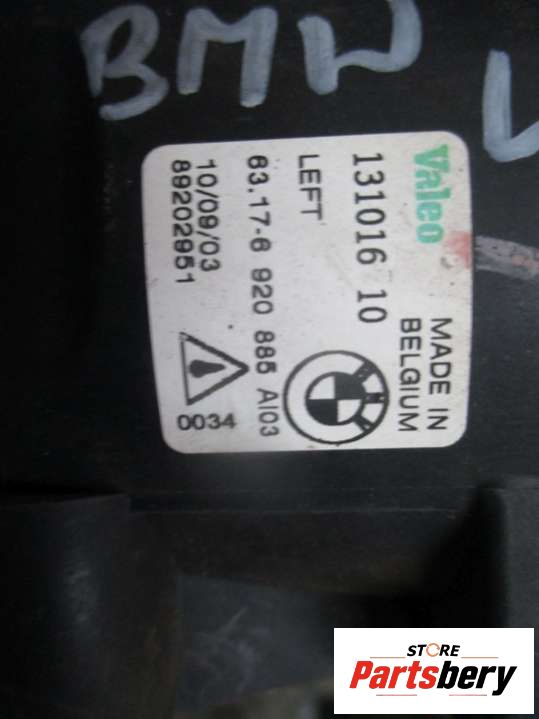 BMW
L
Valeo
MADE IN
BELGIUM
131016 10
LEFT
63.17-6 920 885 AI03
10/09/03
89202951
0034
STORE
Partsbery